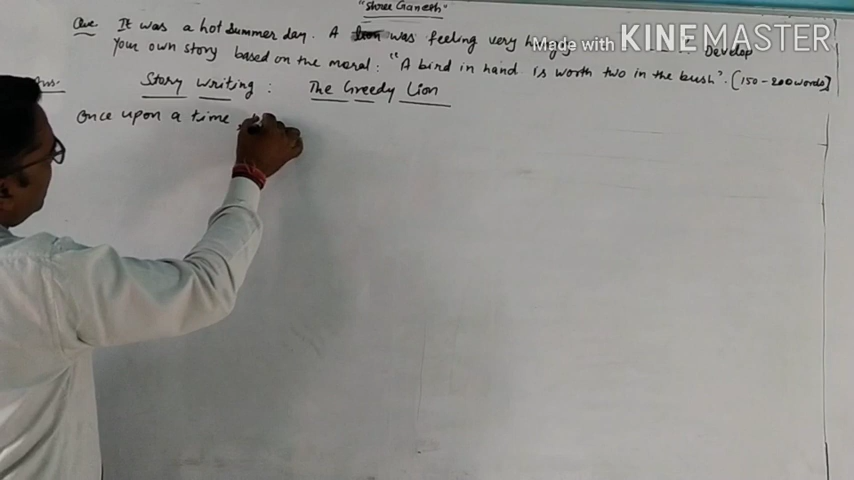 "Shree Ganesh"
Que It was a hot summer day. A lion was feeling very hungry Develop
Your own story based on the moral: "A bird in hand is worth two in the bush". [150-200words]
Made with KINEMASTER
Ans. Story Writing: The Greedy Lion
Once upon a time,